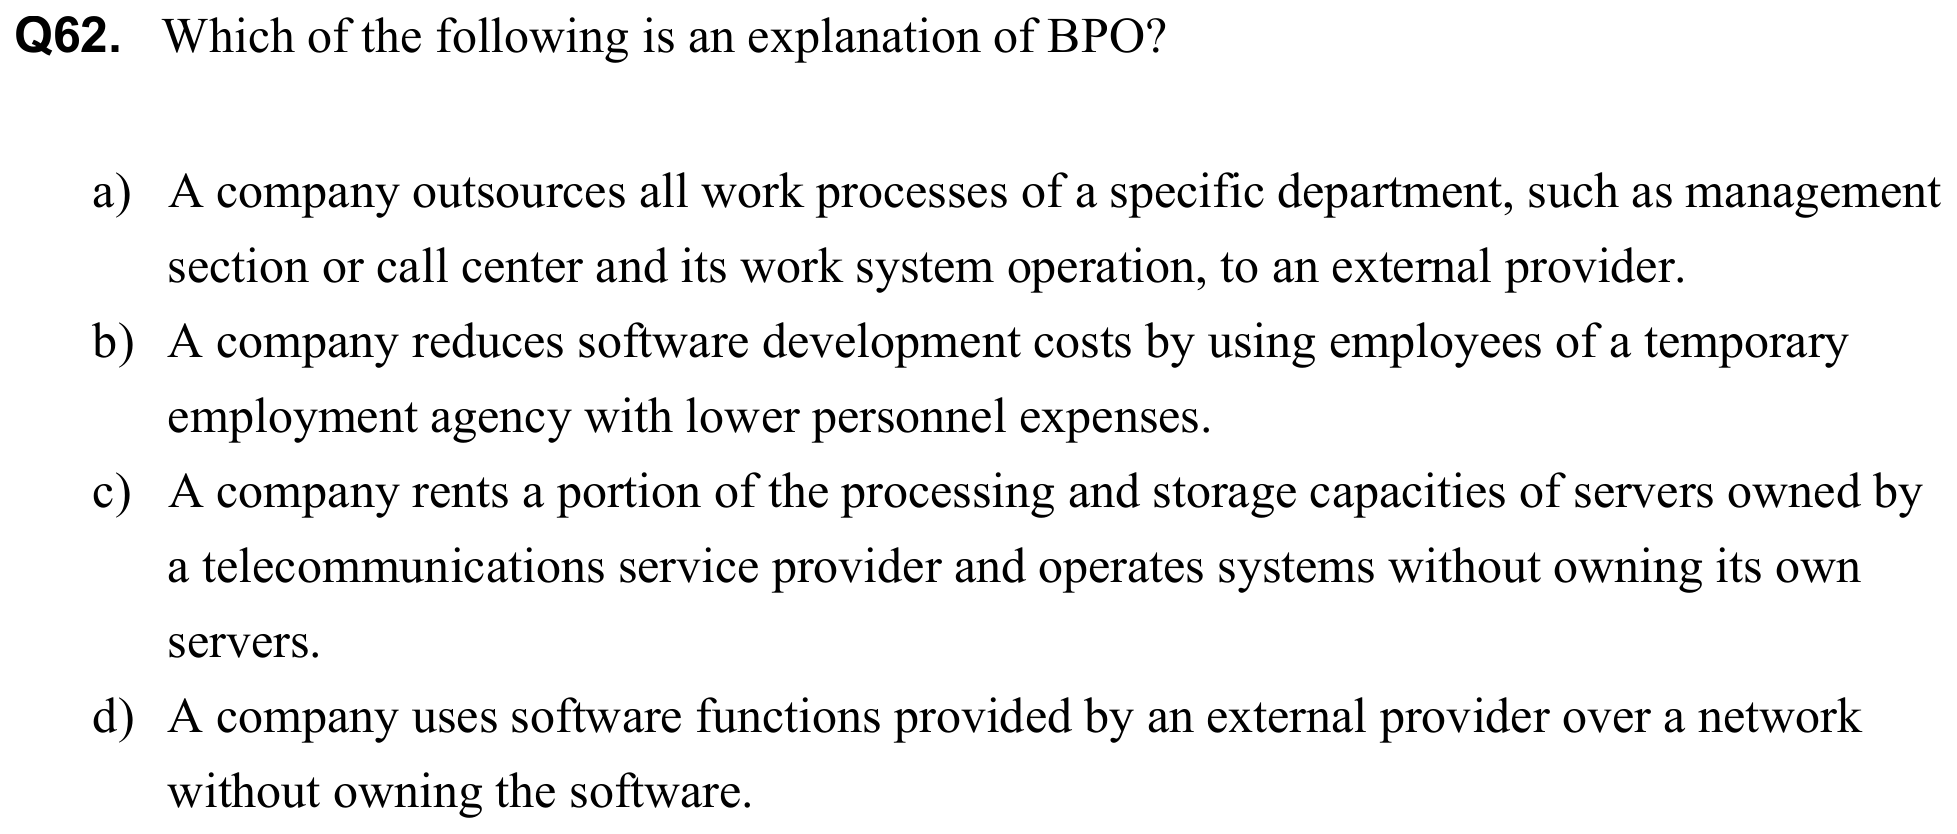 Q62. Which of the following is an explanation of BPO?
a) A company outsources all work processes of a specific department, such as management
section or call center and its work system operation, to an external provider.
b) A company reduces software development costs by using employees of a temporary
employment agency with lower personnel expenses.
c) A company rents a portion of the processing and storage capacities of servers owned by
a telecommunications service provider and operates systems without owning its own
servers.
d) A company uses software functions provided by an external provider over a network
without owning the software.